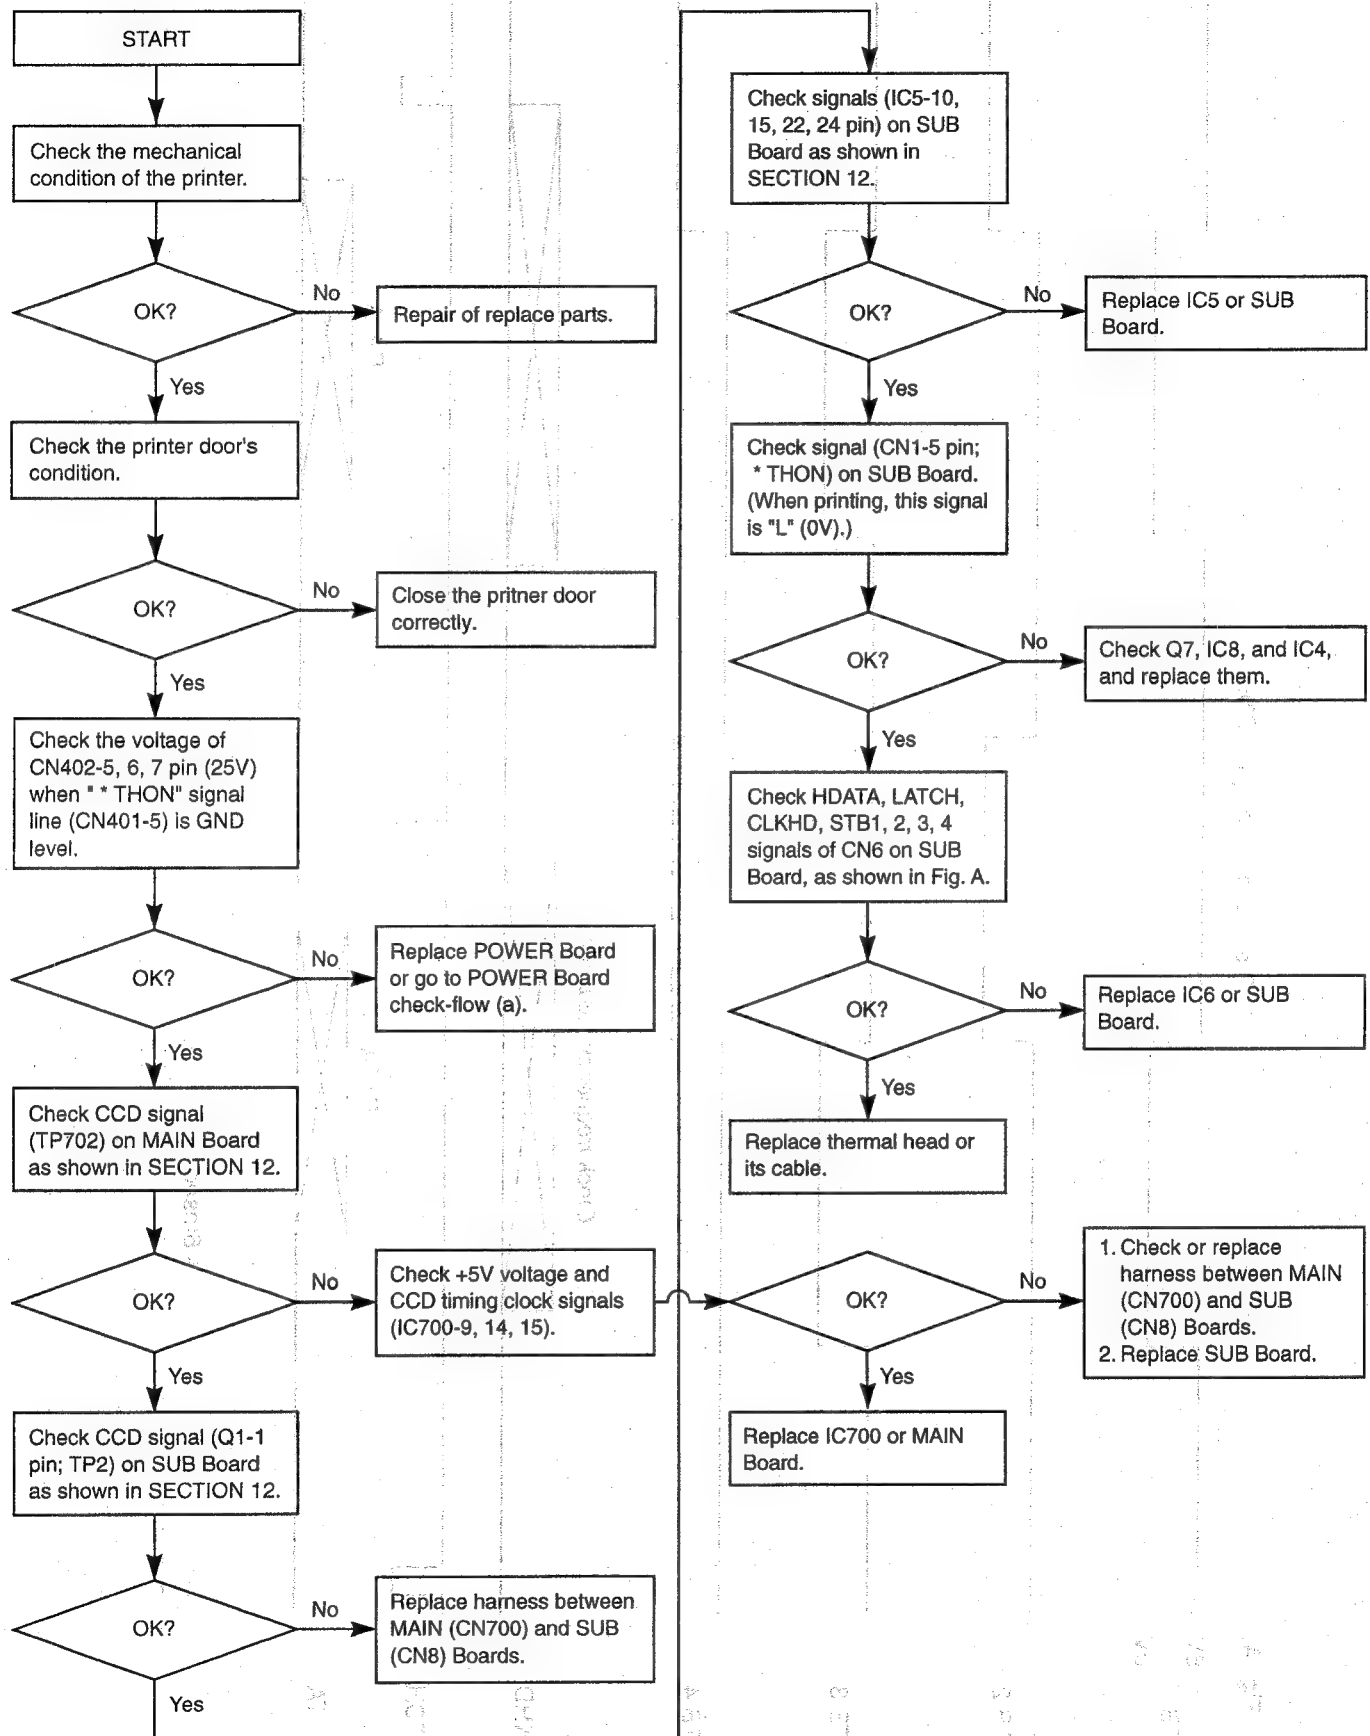 START
Check the mechanical
condition of the printer.
OK?
No
Repair of replace parts.
Yes
Check the printer door's
condition.
OK?
No
Close the pritner door
correctly.
Yes
Check the voltage of
CN402-5, 6, 7 pin (25V)
when " * THON" signal
line (CN401-5) is GND
level.
OK?
No
Replace POWER Board
or go to POWER Board
check-flow (a).
Yes
Check CCD signal
(TP702) on MAIN Board
as shown in SECTION 12.
OK?
No
Check +5V voltage and
CCD timing clock signals
(IC700-9, 14, 15).
Yes
Check CCD signal (Q1-1
pin; TP2) on SUB Board
as shown in SECTION 12.
OK?
No
Replace harness between
MAIN (CN700) and SUB
(CN8) Boards.
Yes
Check signals (IC5-10,
15, 22, 24 pin) on SUB
Board as shown in
SECTION 12.
OK?
No
Replace IC5 or SUB
Board.
Yes
Check signal (CN1-5 pin;
* THON) on SUB Board.
(When printing, this signal
is "L" (0V).)
OK?
No
Check Q7, IC8, and IC4,
and replace them.
Yes
Check HDATA, LATCH,
CLKHD, STB1, 2, 3, 4
signals of CN6 on SUB
Board, as shown in Fig. A.
OK?
No
Replace IC6 or SUB
Board.
Yes
Replace thermal head or
its cable.
OK?
No
1. Check or replace
harness between MAIN
(CN700) and SUB
(CN8) Boards.
2. Replace SUB Board.
Yes
Replace IC700 or MAIN
Board.